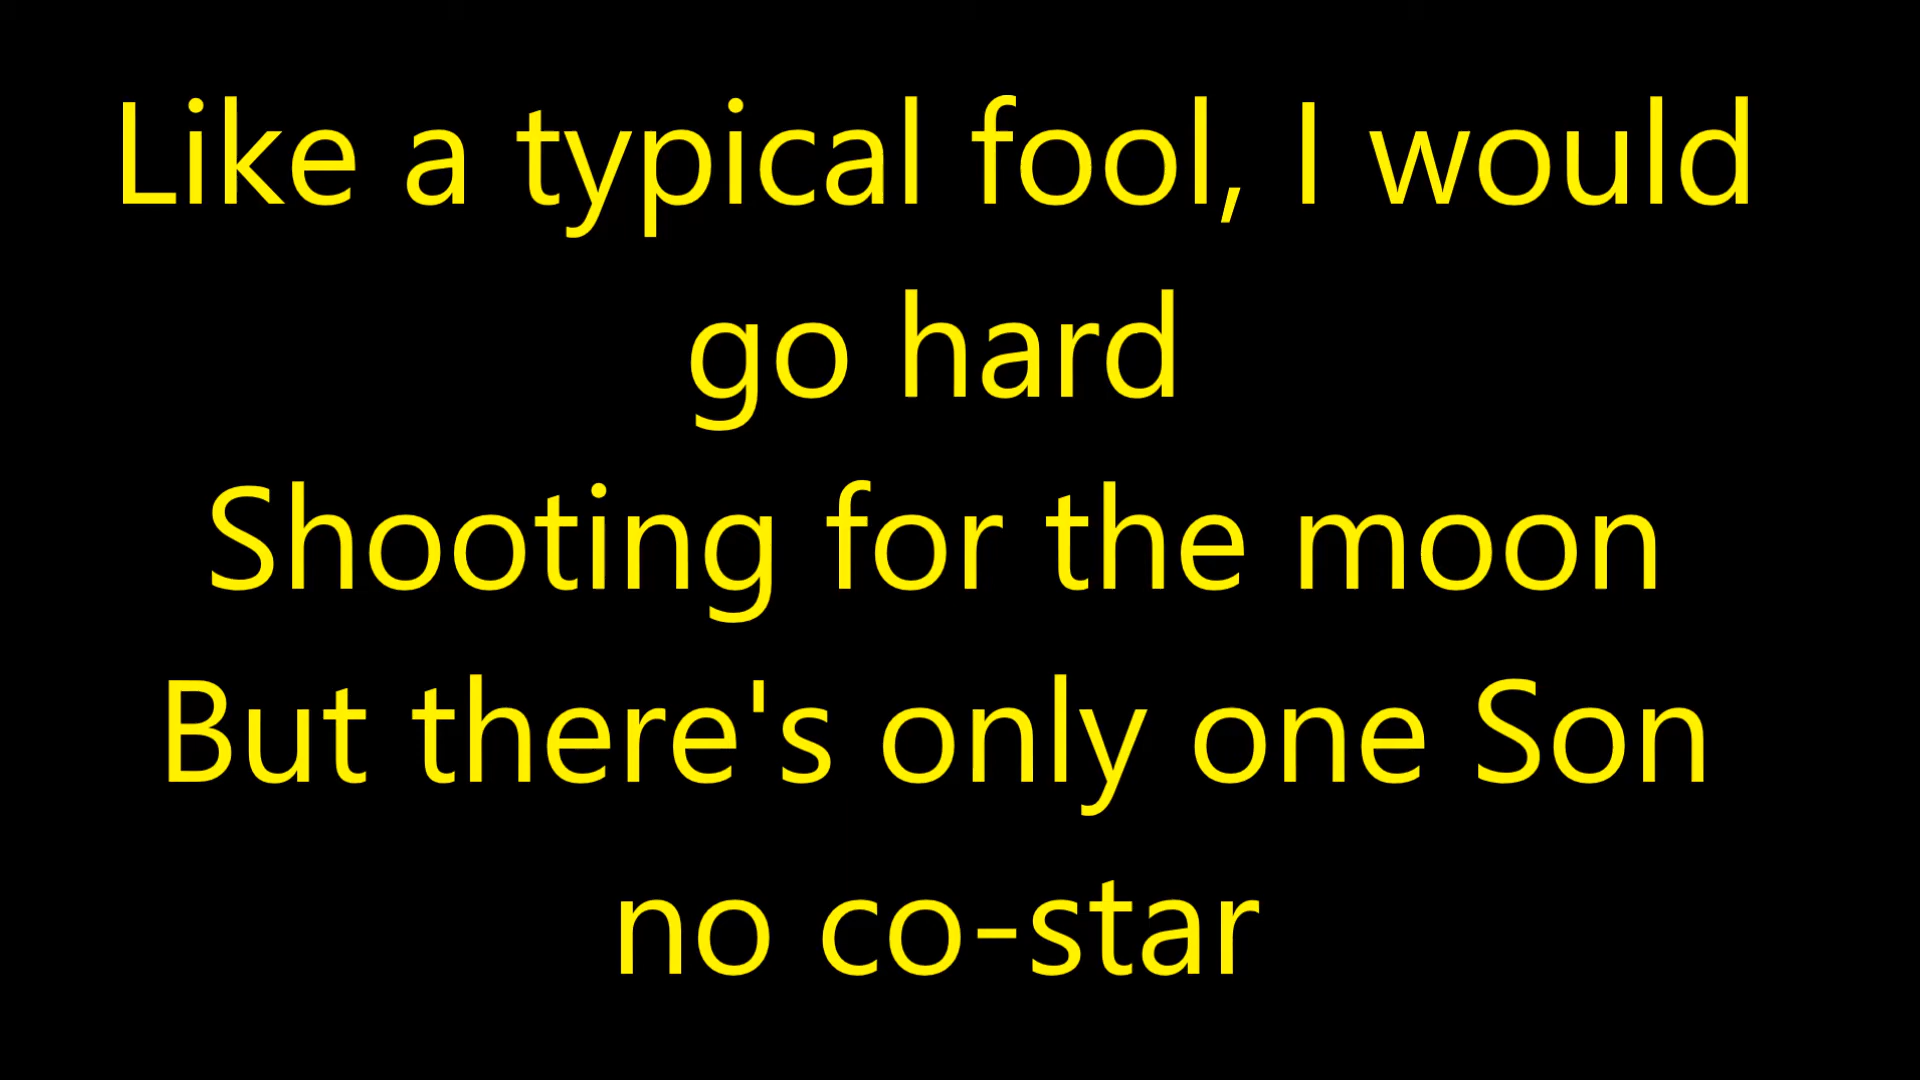 Like a typical fool, I would
go hard
Shooting for the moon
But there's only one Son
no co-star